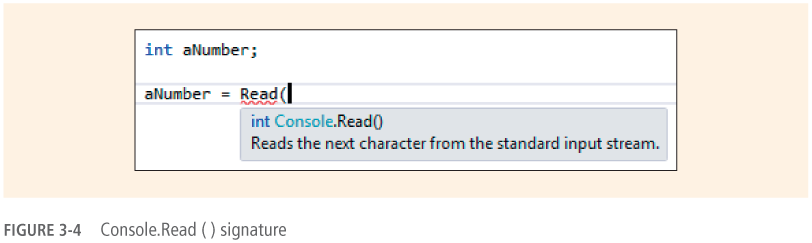 int aNumber;
aNumber = Read(
int Console.Read()
Reads the next character from the standard input stream.
FIGURE 3-4 Console.Read ( ) signature